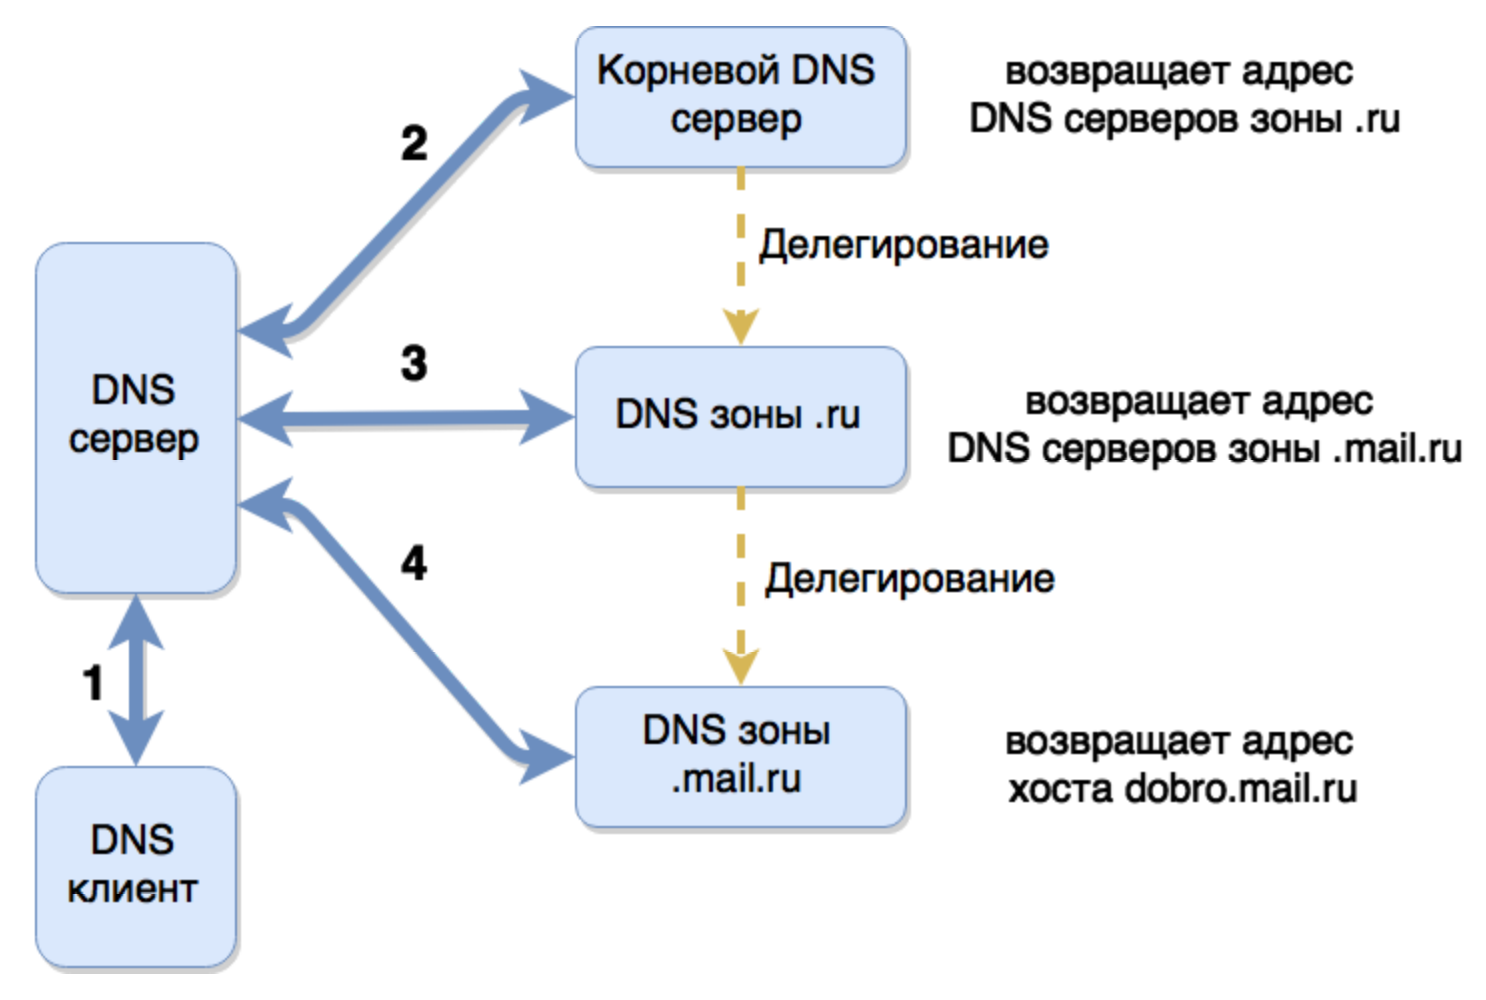 Корневой DNS
сервер
возвращает адрес
DNS серверов зоны .ru
2
Делегирование
DNS
сервер
3
DNS зоны .ru
возвращает адрес
DNS серверов зоны .mail.ru
4
Делегирование
1
DNS зоны
.mail.ru
возвращает адрес
хоста dobro.mail.ru
DNS
клиент